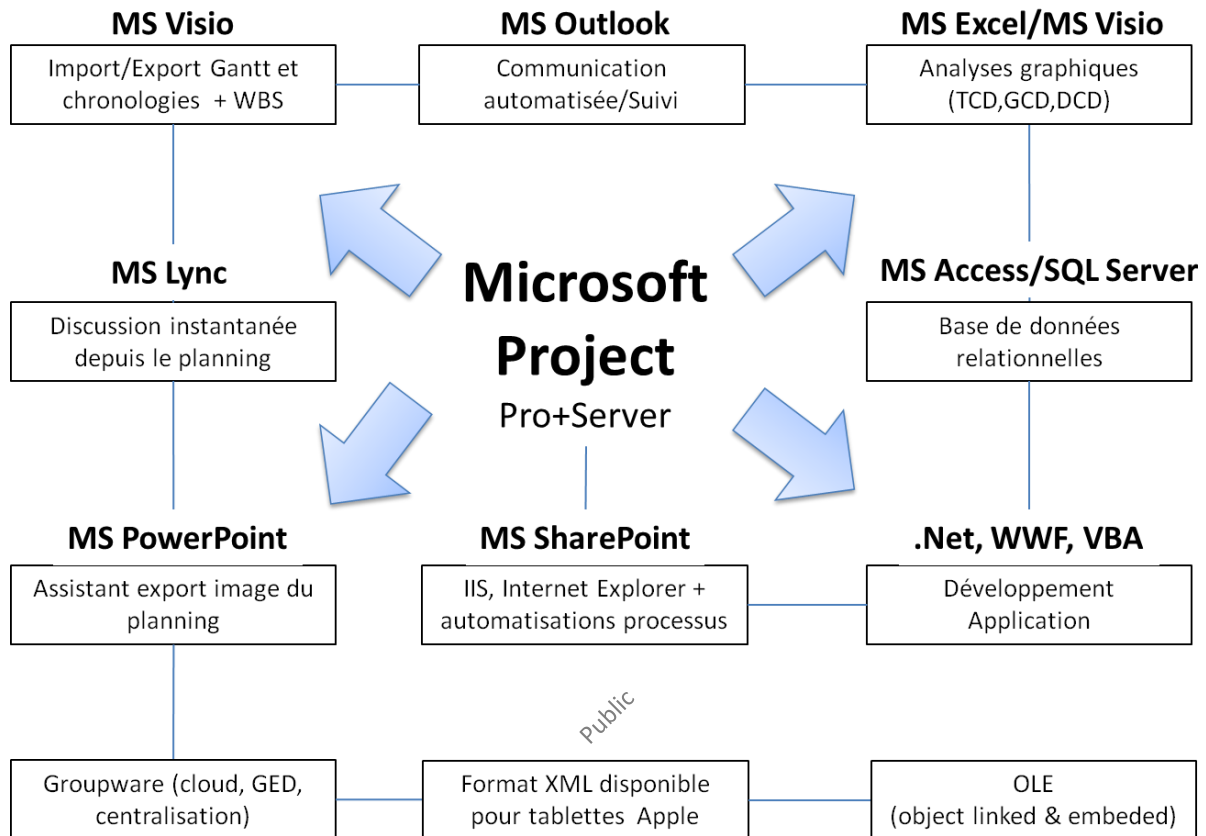 MS Visio
Import/Export Gantt et
chronologies + WBS
MS Outlook
Communication
automatisée/Suivi
MS Excel/MS Visio
Analyses graphiques
(TCD,GCD,DCD)
MS Lync
Discussion instantanée
depuis le planning
Microsoft
Project
Pro+Server
MS Access/SQL Server
Base de données
relationnelles
MS PowerPoint
Assistant export image du
planning
MS SharePoint
IIS, Internet Explorer +
automatisations processus
.Net, WWF, VBA
Développement
Application
Public
Groupware (cloud, GED,
centralisation)
Format XML disponible
pour tablettes Apple
OLE
(object linked & embeded)